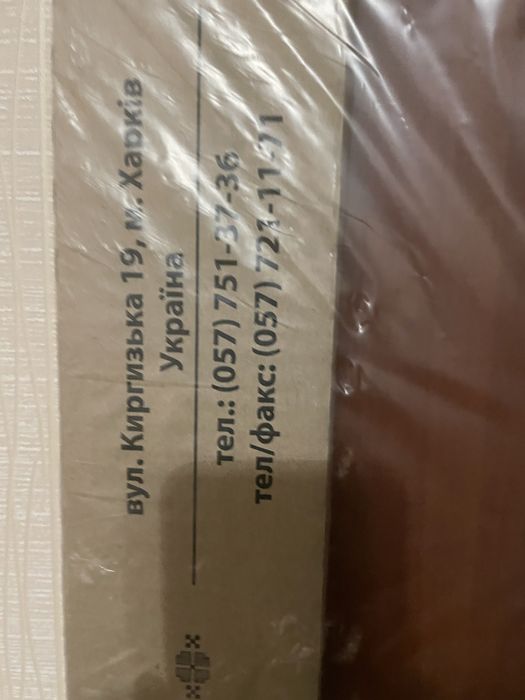 вул. Киргизька 19, м. Харків
Україна
тел.: (057) 751-37-36
тел/факс: (057) 721-11-71